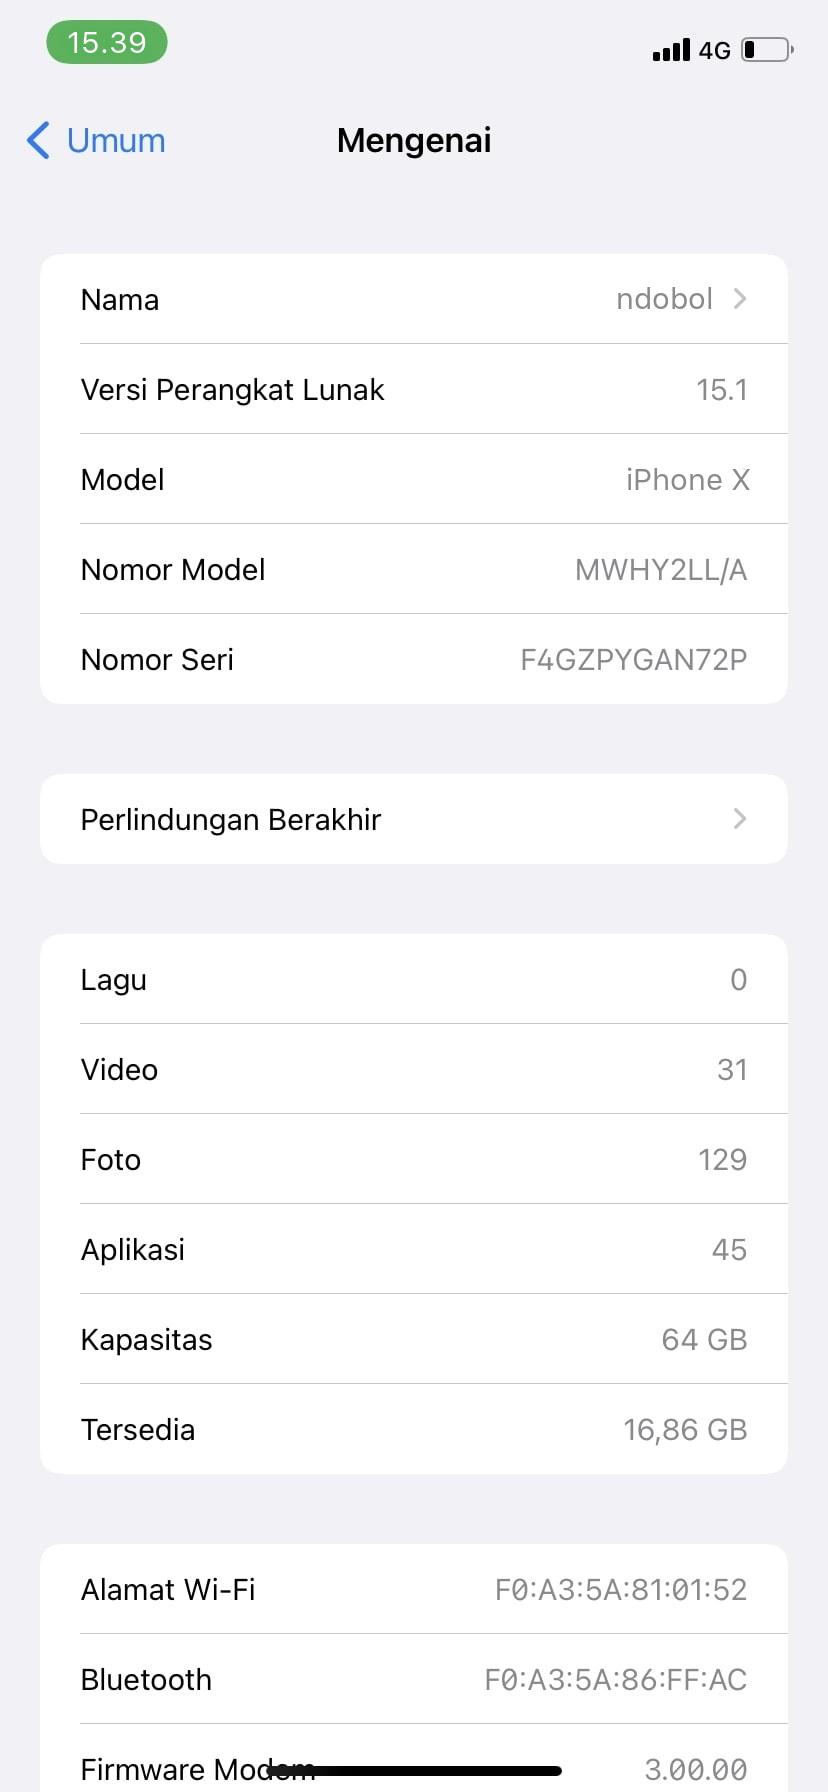 15.39
4G
Umum
Mengenai
Nama ndobol
Versi Perangkat Lunak 15.1
Model iPhone X
Nomor Model MWHY2LL/A
Nomor Seri F4GZPYGAN72P
Perlindungan Berakhir
Lagu 0
Video 31
Foto 129
Aplikasi 45
Kapasitas 64 GB
Tersedia 16,86 GB
Alamat Wi-Fi F0:A3:5A:81:01:52
Bluetooth F0:A3:5A:86:FF:AC
Firmware Modem 3.00.00